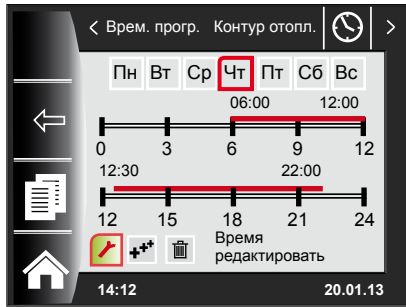 Врем. прогр. Контур отопл.
Пн Вт Ср Чт Пт Сб Вс
06:00 12:00
0 3 6 9 12
12:30 22:00
12 15 18 21 24
Время
редактировать
14:12 20.01.13